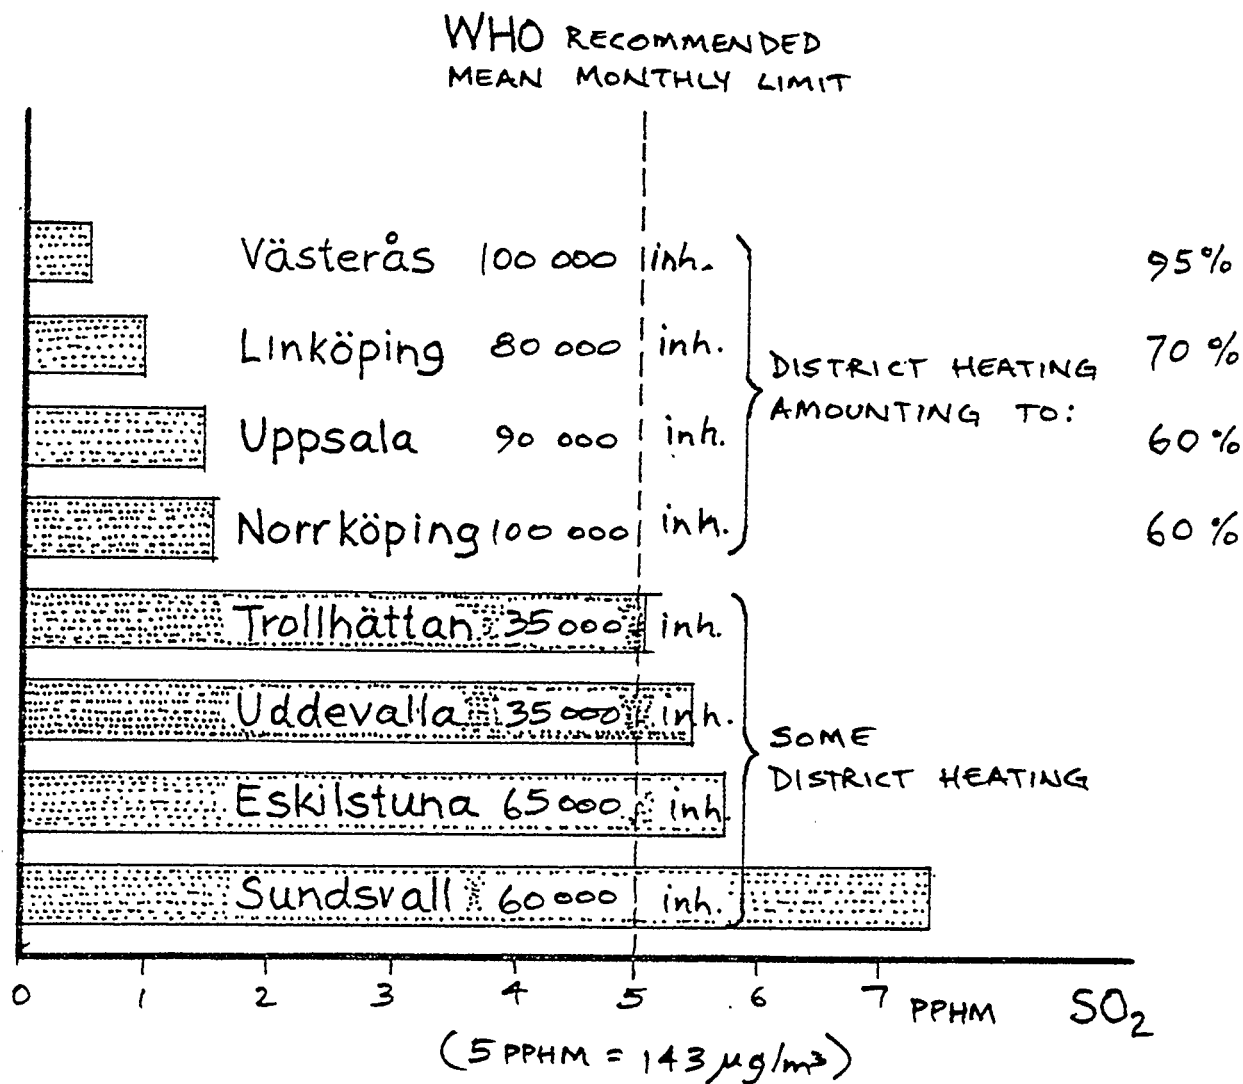 WHO RECOMMENDED
MEAN MONTHLY LIMIT
Västerås 100 000 inh. 95%
Linköping 80 000 inh. 70%
DISTRICT HEATING
AMOUNTING TO:
Uppsala 90 000 inh. 60%
Norrköping 100 000 inh. 60%
Trollhättan 35 000 inh.
Uddevalla 35 000 inh.
SOME
DISTRICT HEATING
Eskilstuna 65 000 inh.
Sundsvall 60 000 inh.
0 1 2 3 4 5 6 7 PPHM SO₂
(5 PPHM = 143 µg/m³)